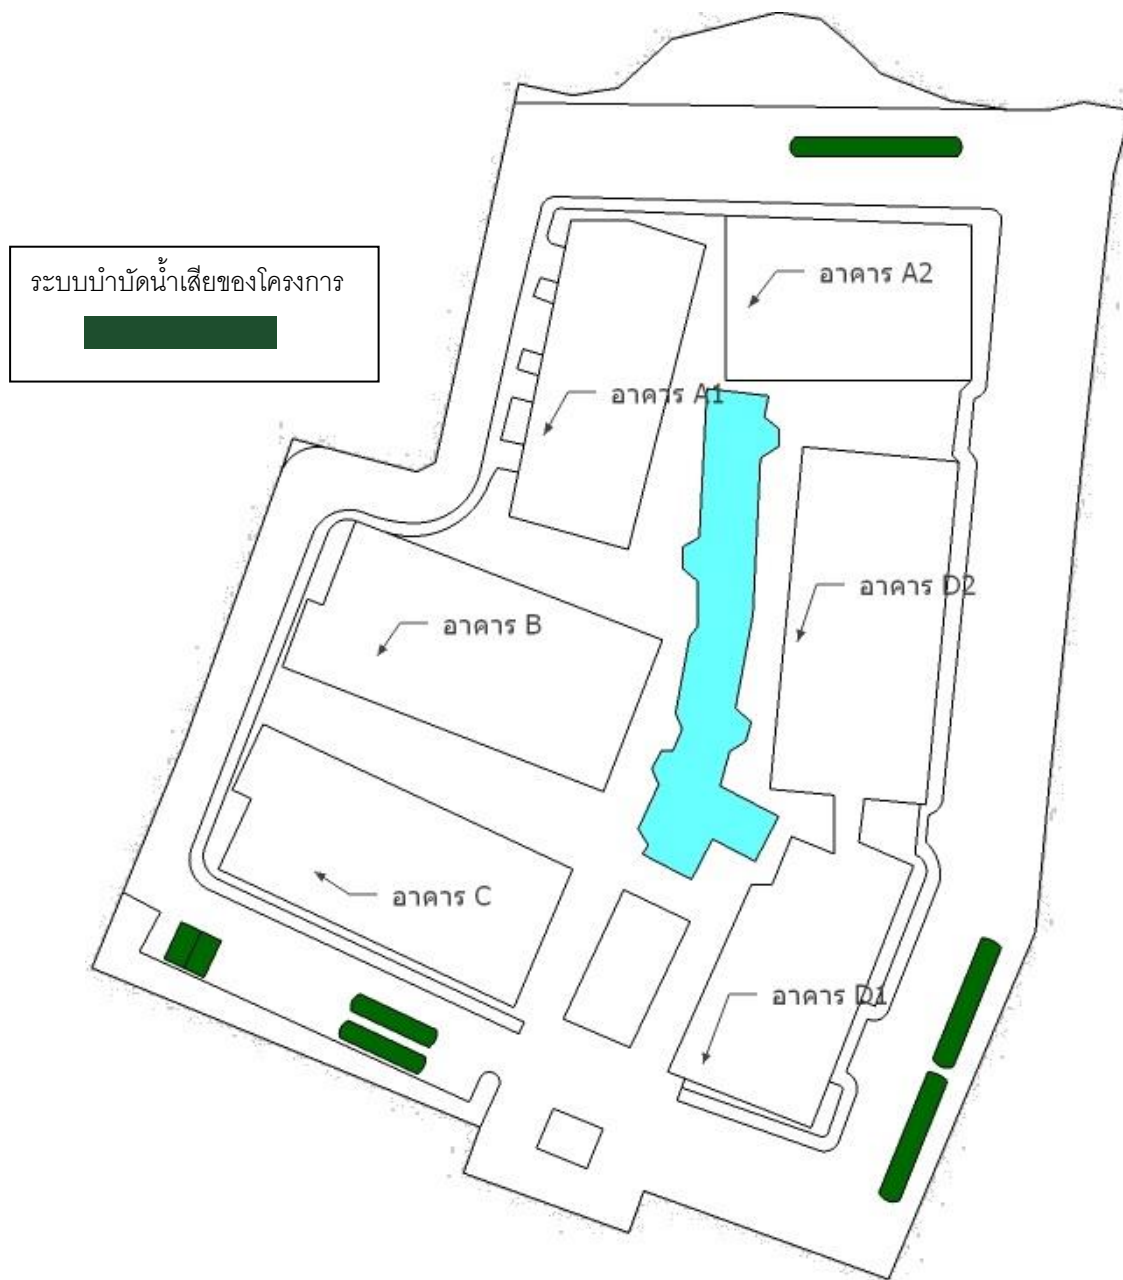 ระบบบำบัดน้ำเสียของโครงการ
อาคาร A2
อาคาร A1
อาคาร D2
อาคาร B
อาคาร C
อาคาร D1